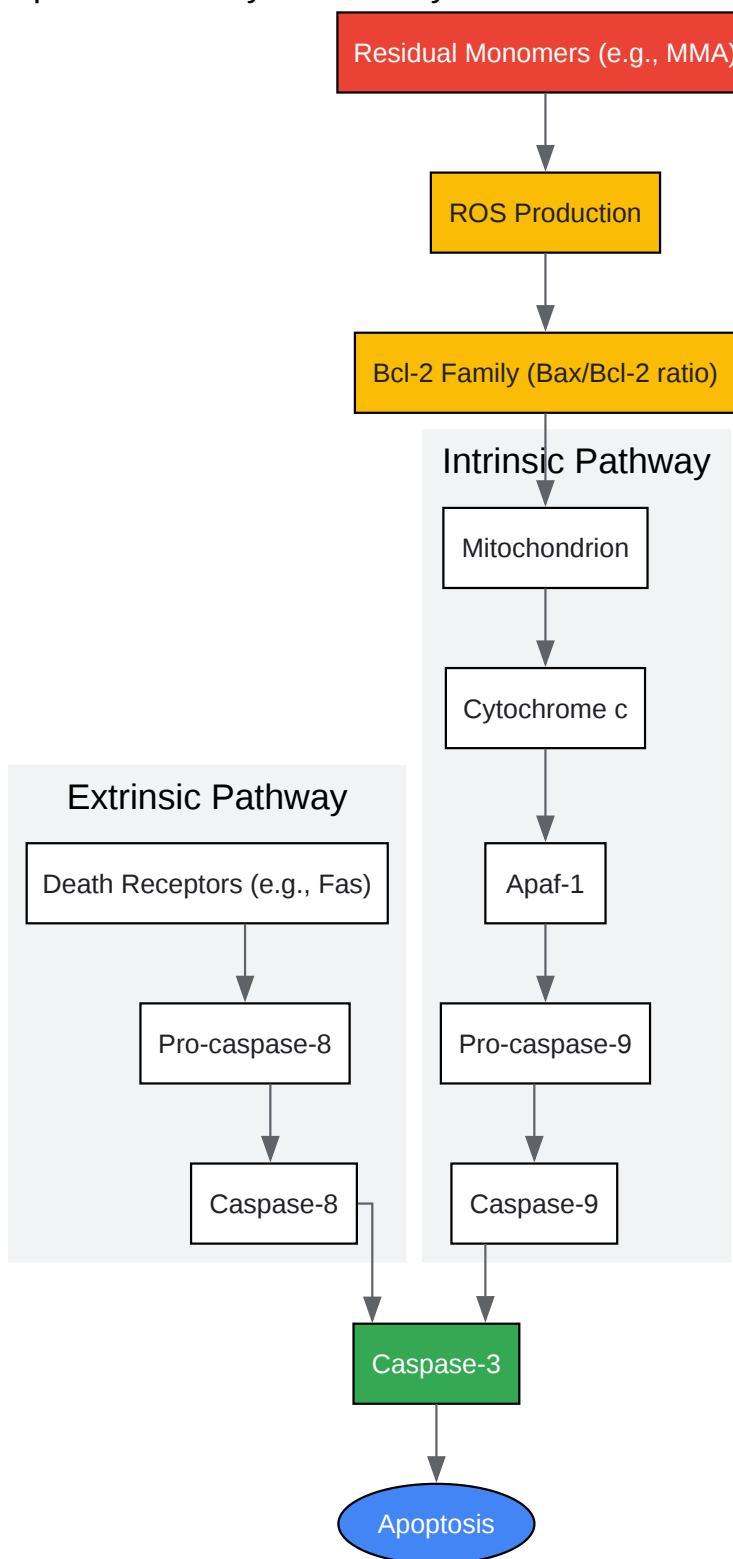 Residual Monomers (e.g., MMA)
ROS Production
Bcl-2 Family (Bax/Bcl-2 ratio)
Intrinsic Pathway
Mitochondrion
Cytochrome c
Extrinsic Pathway
Death Receptors (e.g., Fas)
Apaf-1
Pro-caspase-8
Pro-caspase-9
Caspase-8
Caspase-9
Caspase-3
Apoptosis